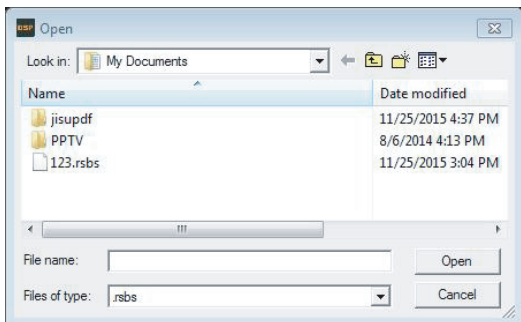 DSP Open
Look in: My Documents
Name Date modified
jisupdf 11/25/2015 4:37 PM
PPTV 8/6/2014 4:13 PM
123.rsbs 11/25/2015 3:04 PM
File name: Open
Files of type: .rsbs Cancel